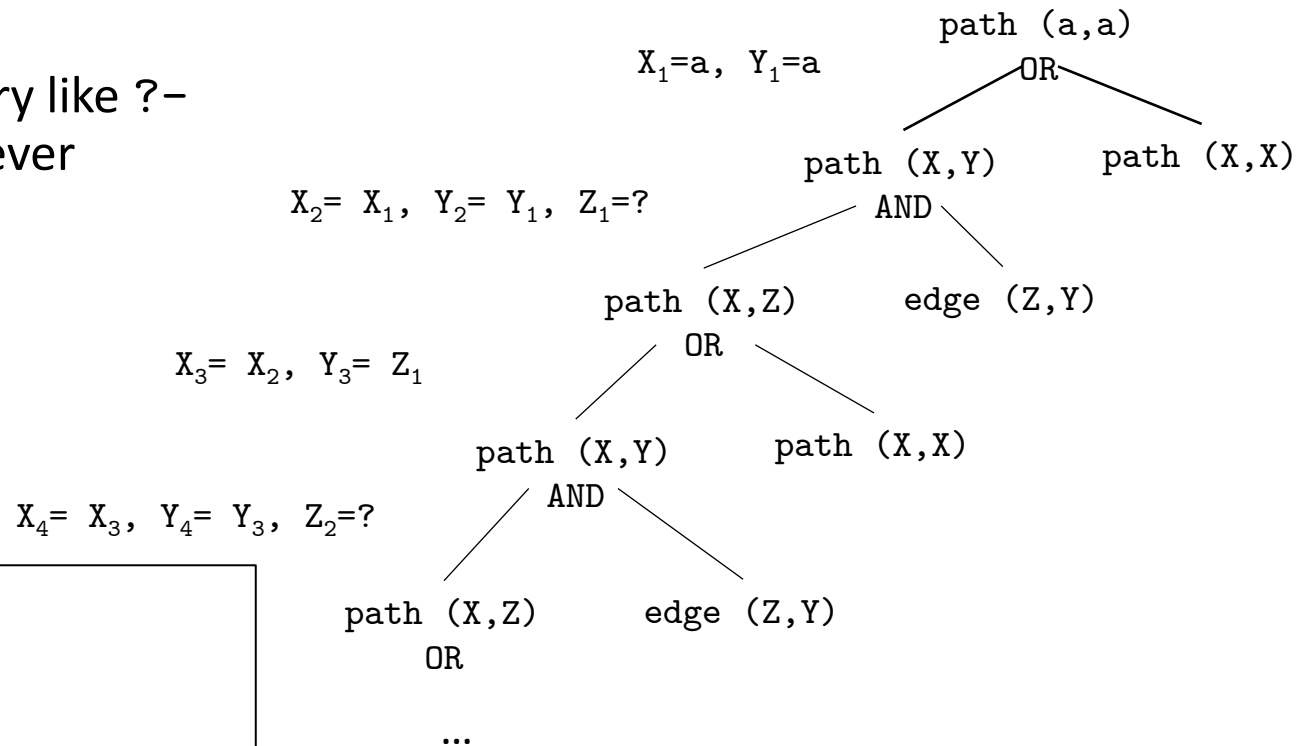 path (a,a)
X₁=a, Y₁=a
OR
ry like ?-
ever
path (X,Y)
path (X,X)
X₂= X₁, Y₂= Y₁, Z₁=?
AND
path (X,Z)
edge (Z,Y)
OR
X₃= X₂, Y₃= Z₁
path (X,Y)
path (X,X)
AND
X₄= X₃, Y₄= Y₃, Z₂=?
path (X,Z)
edge (Z,Y)
OR
…